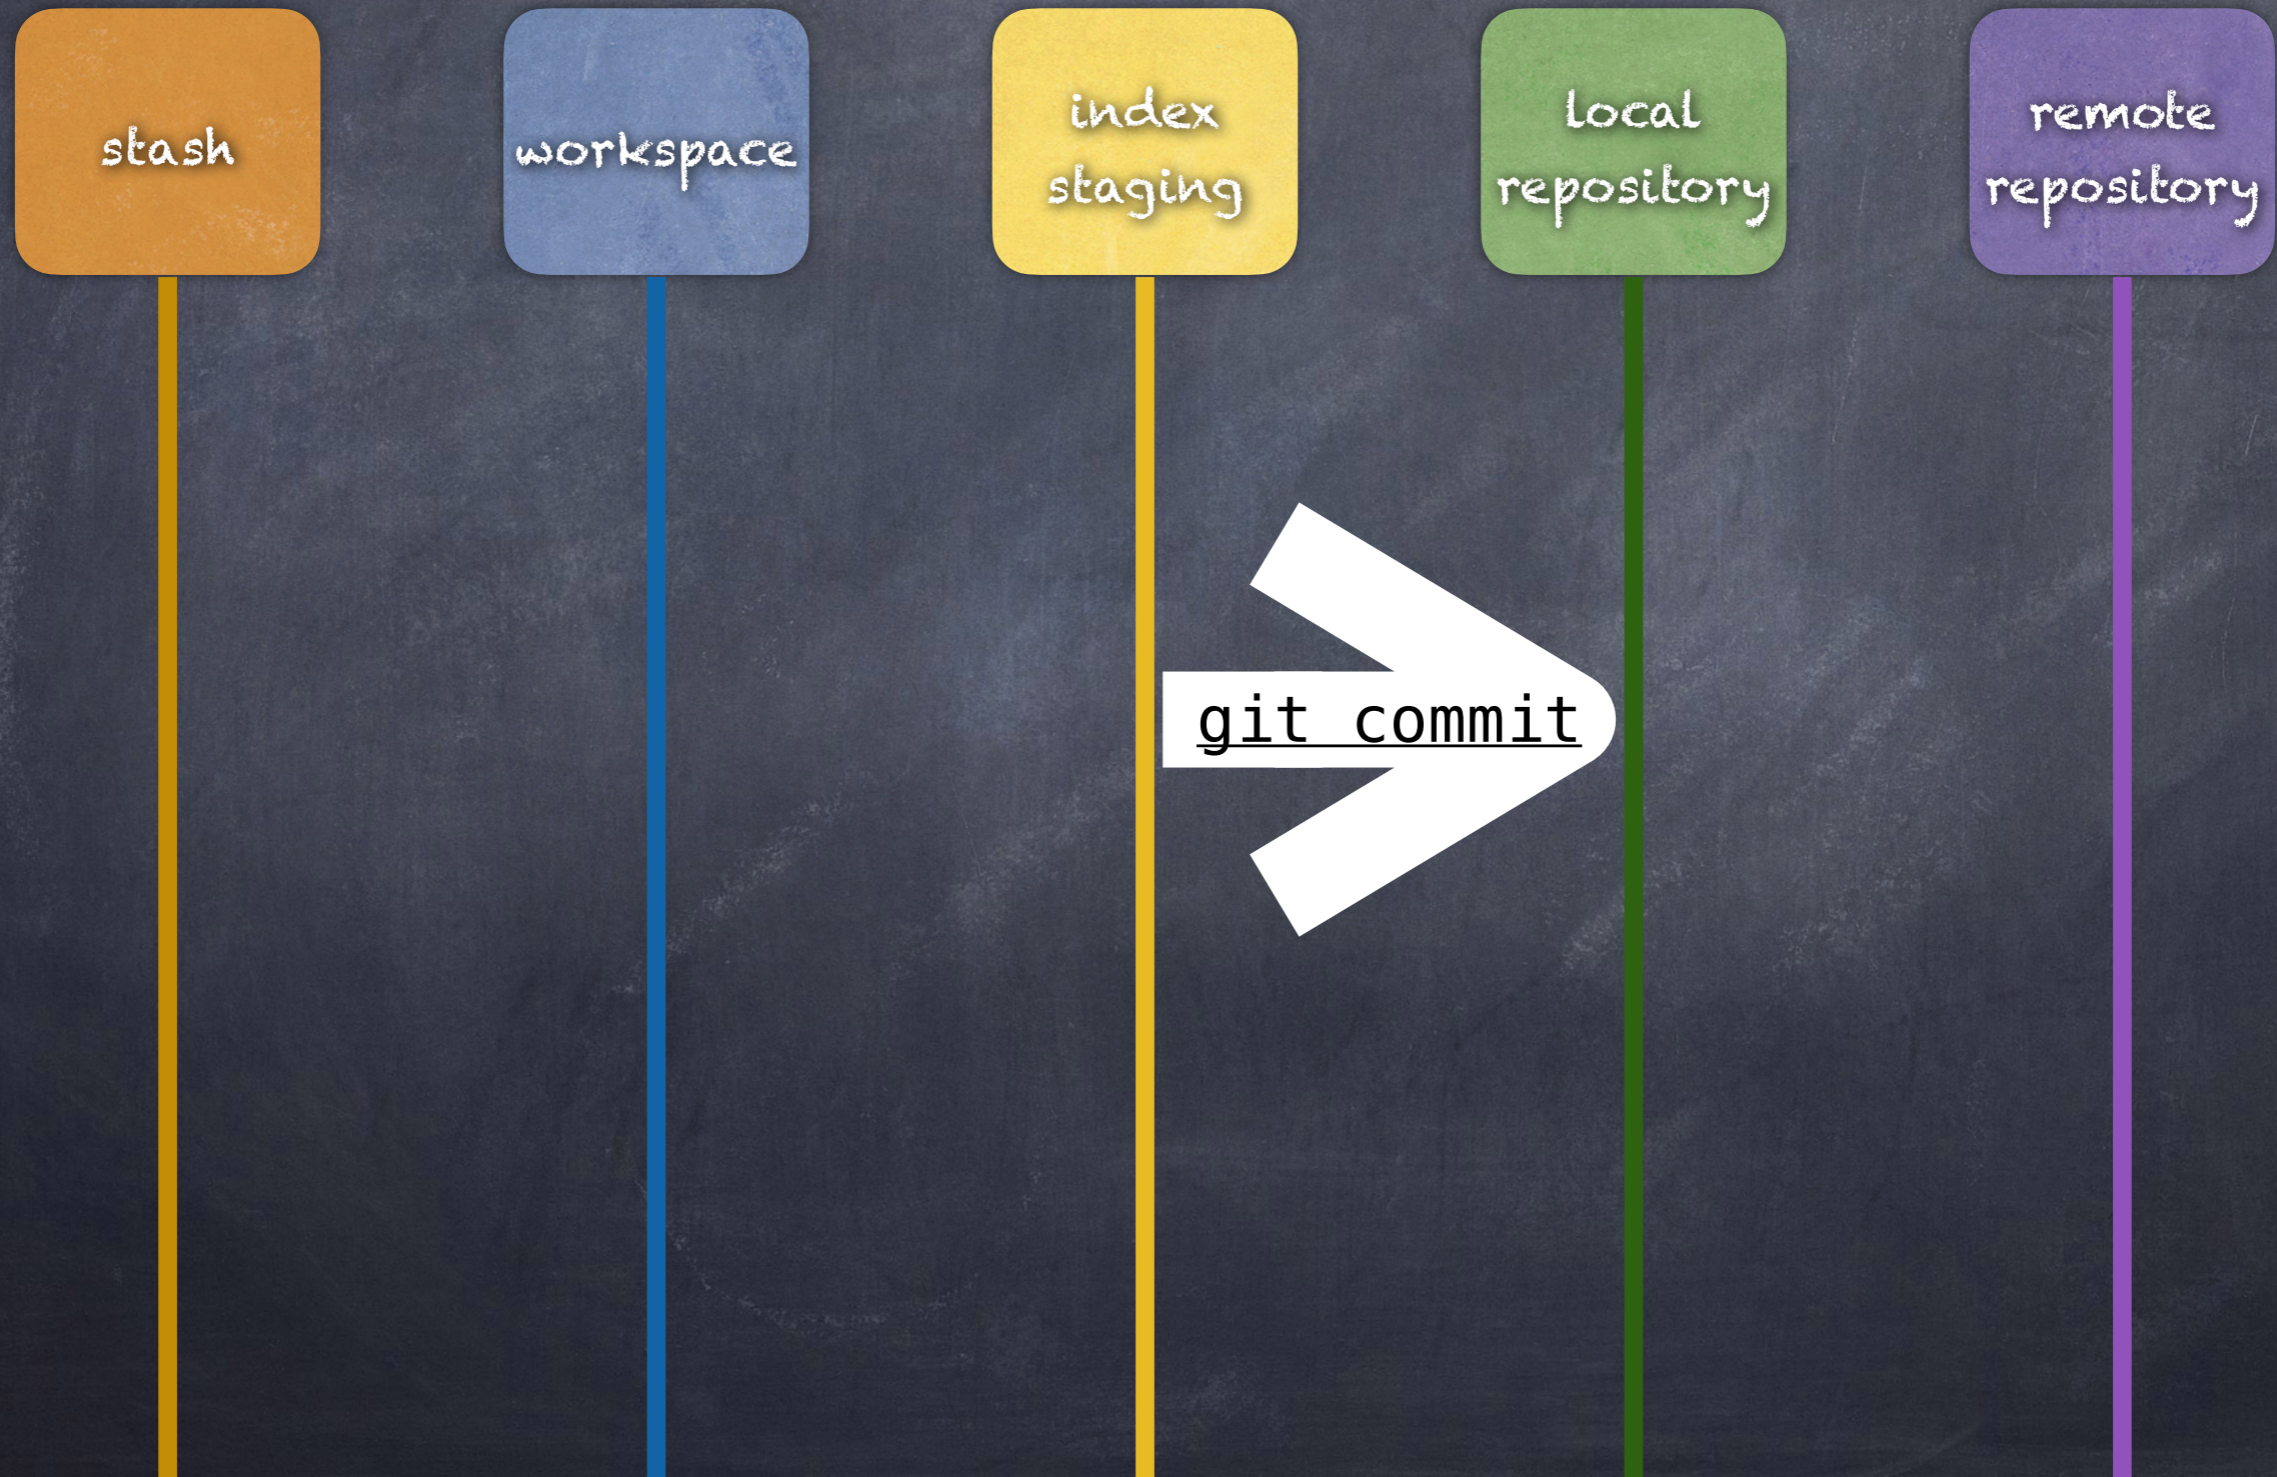 stash
workspace
index
staging
local
repository
remote
repository
git commit